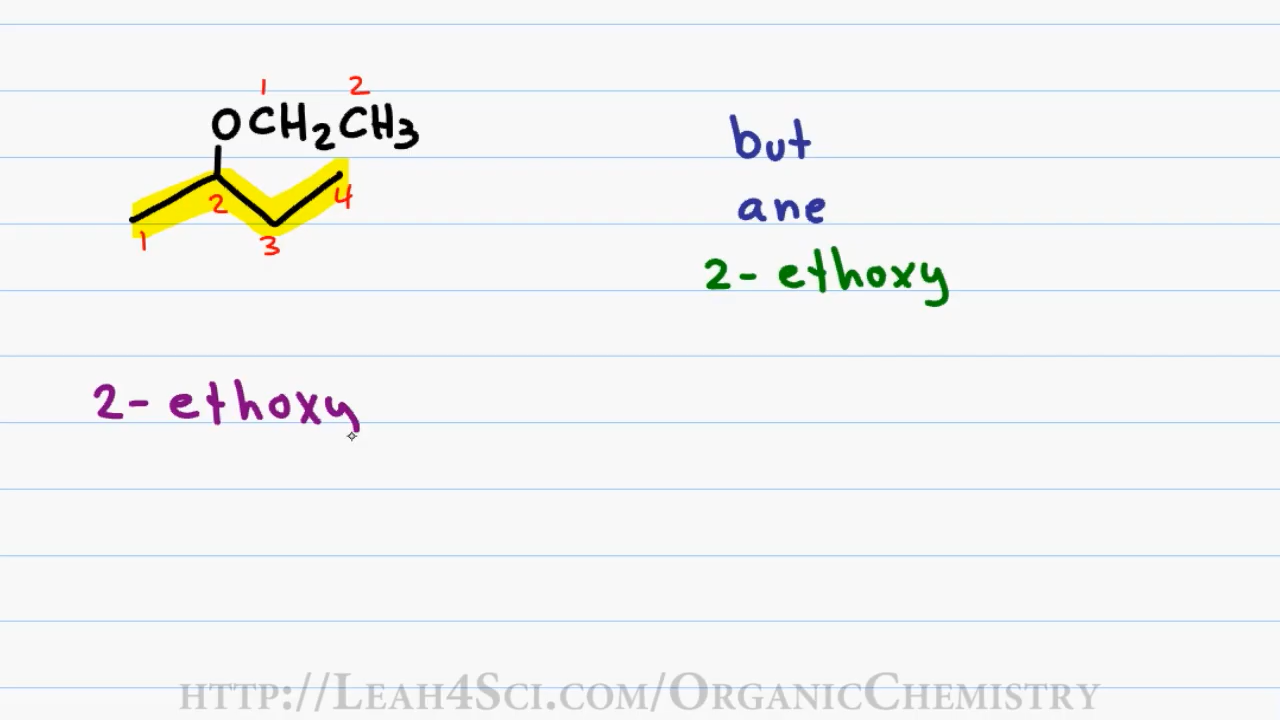 1 2
OCH2CH3
1 2 3 4
but
ane
2- ethoxy
2- ethoxy
HTTP://LEAH4SCI.COM/ORGANICCHEMISTRY